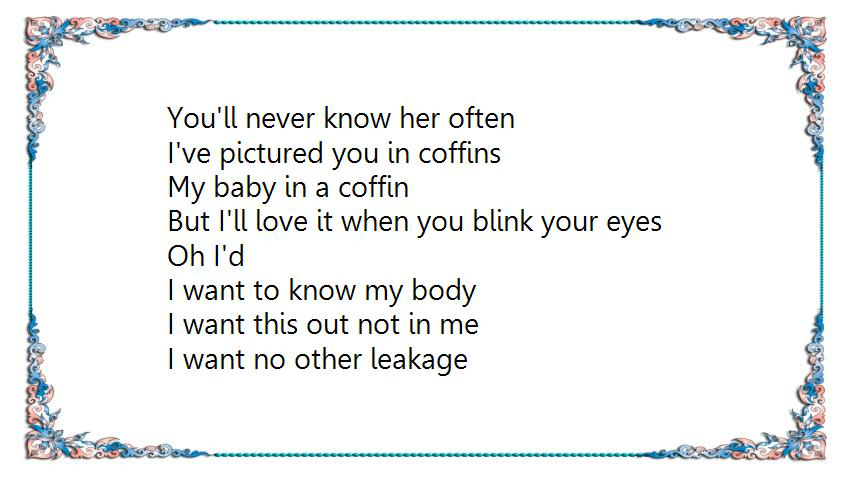 You'll never know her often
I've pictured you in coffins
My baby in a coffin
But I'll love it when you blink your eyes
Oh I'd
I want to know my body
I want this out not in me
I want no other leakage